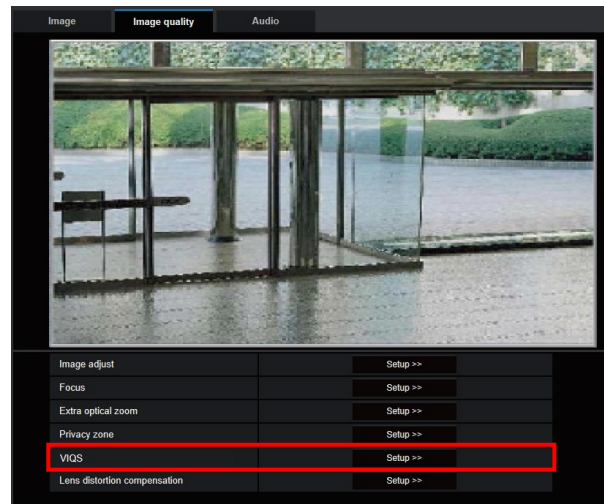 Image Image quality Audio
Image adjust Setup >>
Focus Setup >>
Extra optical zoom Setup >>
Privacy zone Setup >>
VIQS Setup >>
Lens distortion compensation Setup >>